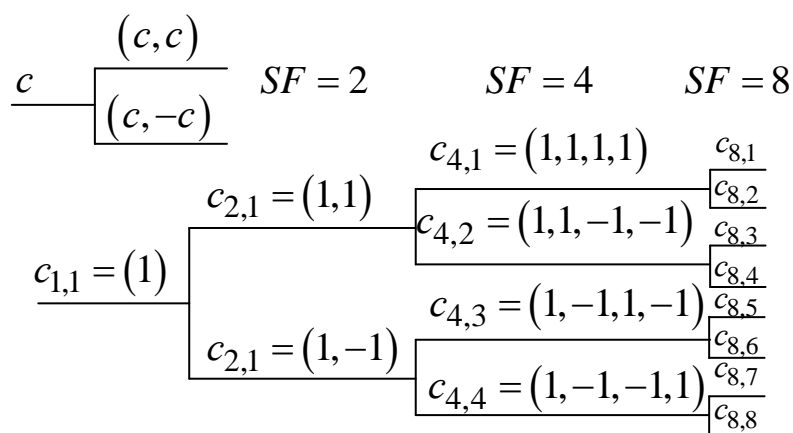 (c,c)
c
SF = 2
SF = 4
SF = 8
(c,−c)
c4,1 = (1,1,1,1)
c8,1
c8,2
c2,1 = (1,1)
c4,2 = (1,1,−1,−1)
c8,3
c8,4
c1,1 = (1)
c4,3 = (1,−1,1,−1)
c8,5
c8,6
c2,1 = (1,−1)
c4,4 = (1,−1,−1,1)
c8,7
c8,8